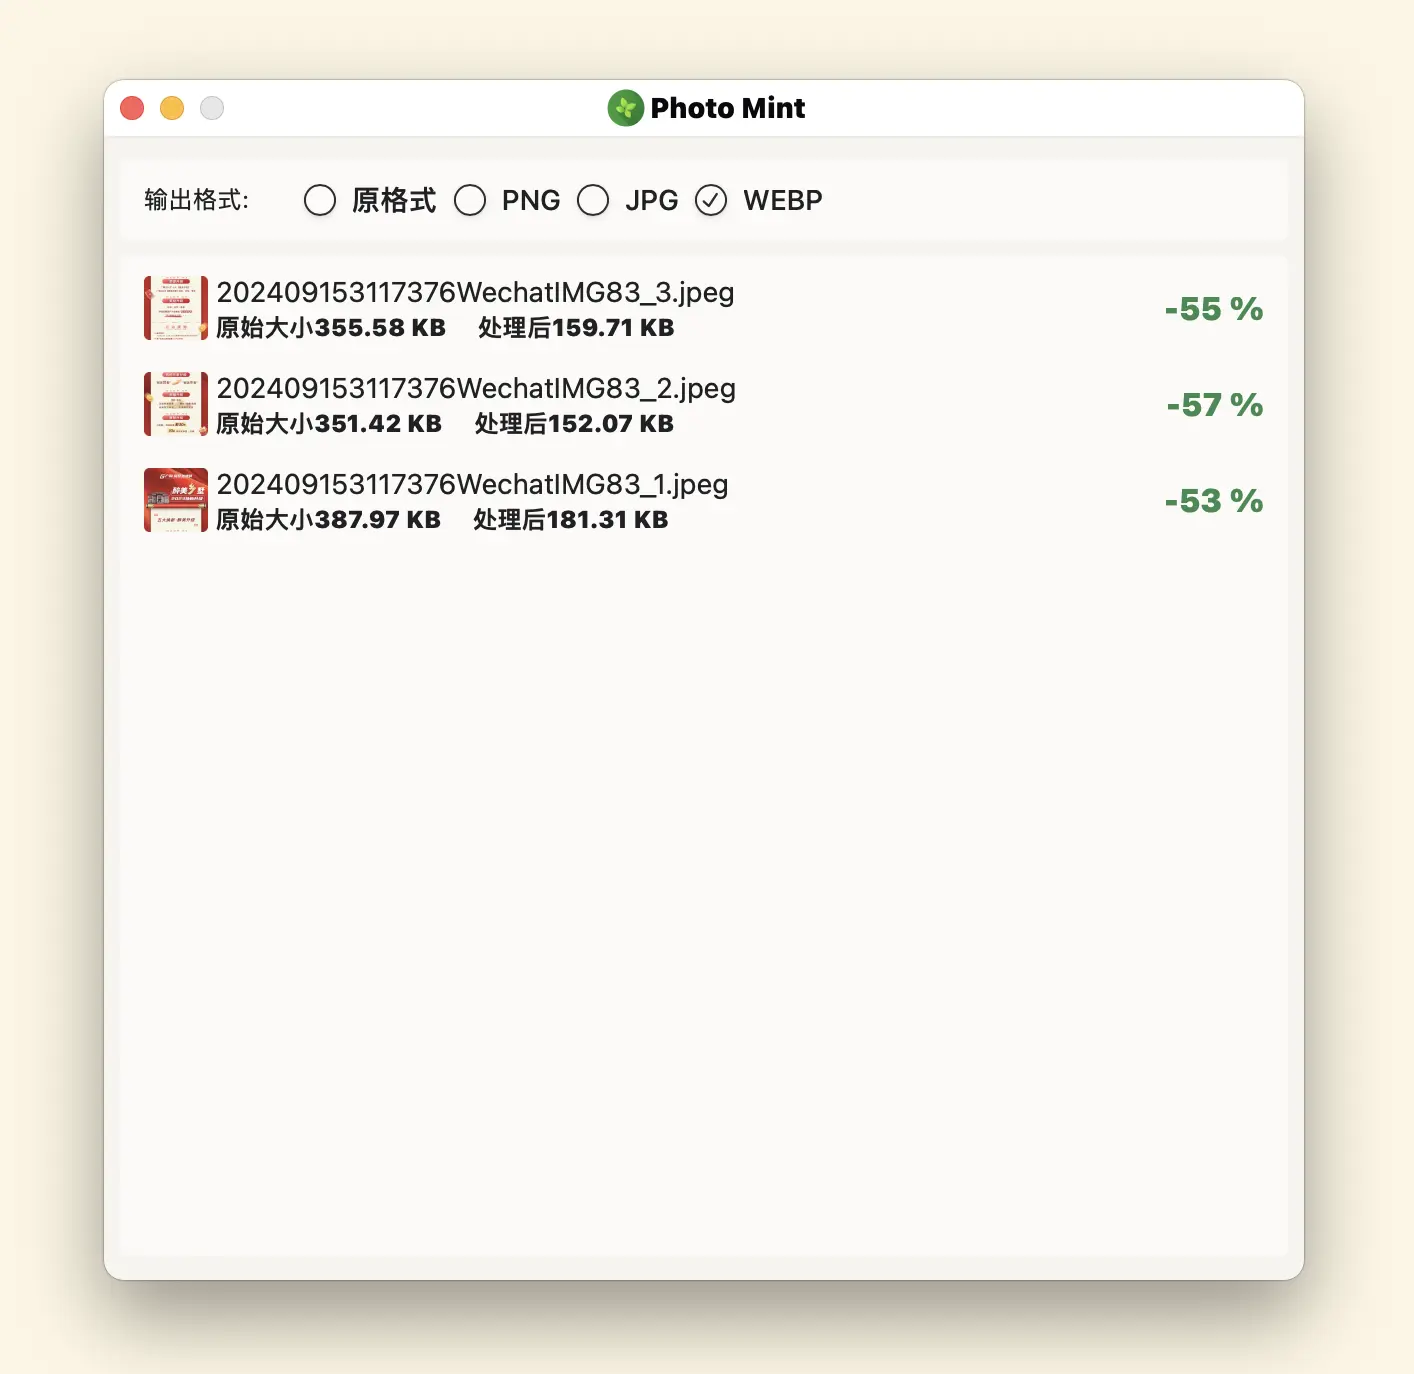 Photo Mint
输出格式: 原格式 PNG JPG WEBP
202409153117376WechatIMG83_3.jpeg
-55 %
原始大小355.58 KB 处理后159.71 KB
202409153117376WechatIMG83_2.jpeg
-57 %
原始大小351.42 KB 处理后152.07 KB
202409153117376WechatIMG83_1.jpeg
-53 %
原始大小387.97 KB 处理后181.31 KB